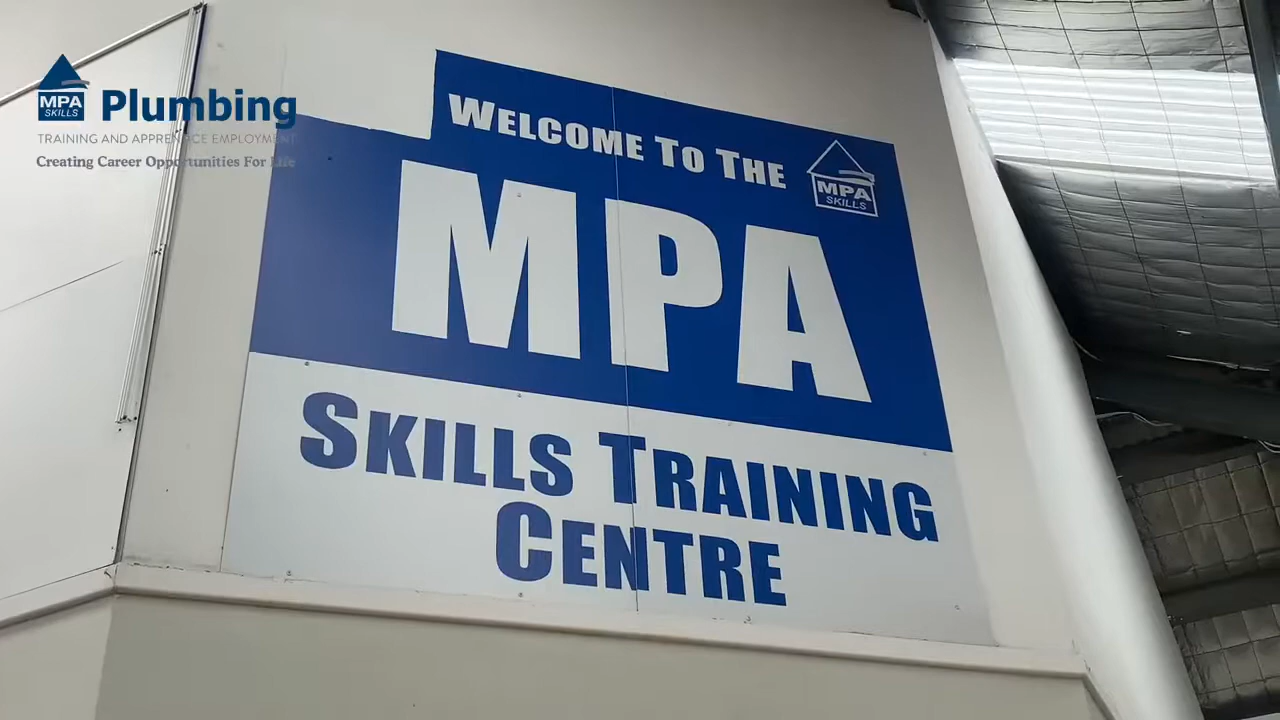 MPA
SKILLS
Plumbing
TRAINING AND APPRENTICE EMPLOYMENT
Creating Career Opportunities For Life
WELCOME TO THE
MPA
SKILLS
MPA
SKILLS TRAINING
CENTRE